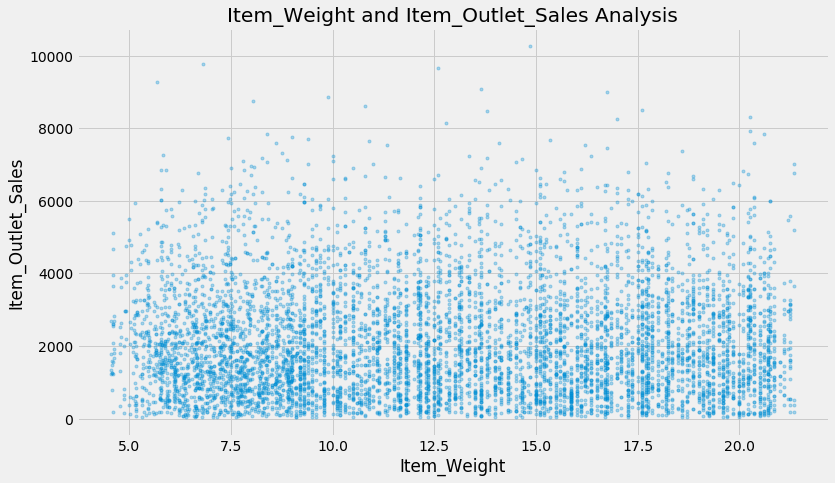 Item_Weight and Item_Outlet_Sales Analysis
Item_Outlet_Sales
10000
8000
6000
4000
2000
0
5.0 7.5 10.0 12.5 15.0 17.5 20.0
Item_Weight